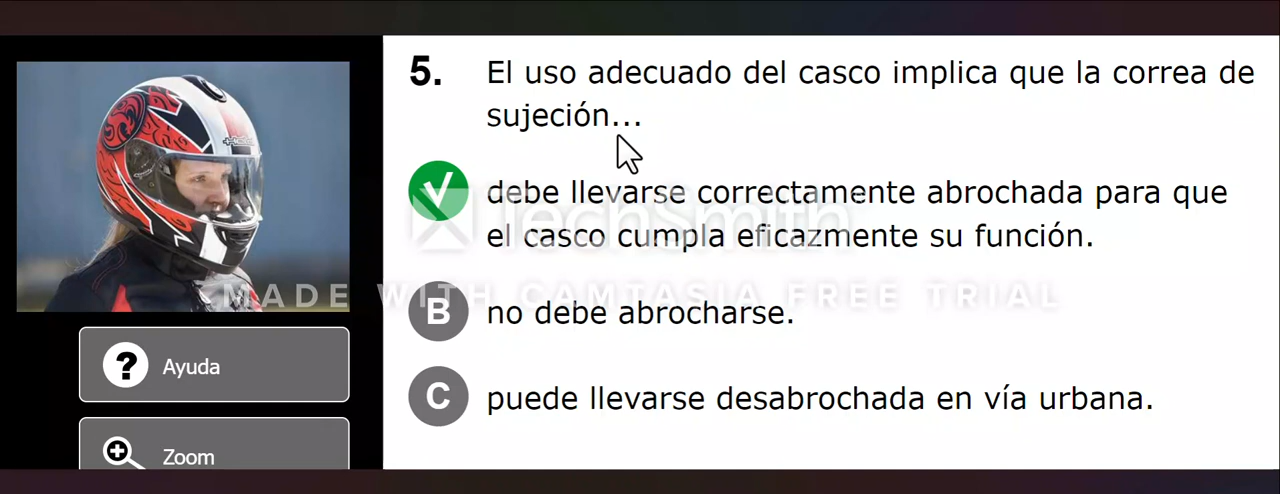 5. El uso adecuado del casco implica que la correa de
sujeción...
debe llevarse correctamente abrochada para que
el casco cumpla eficazmente su función.
TechSmith
MADE WITH CAMTASIA FREE TRIAL
B no debe abrocharse.
C puede llevarse desabrochada en vía urbana.
? Ayuda
Zoom